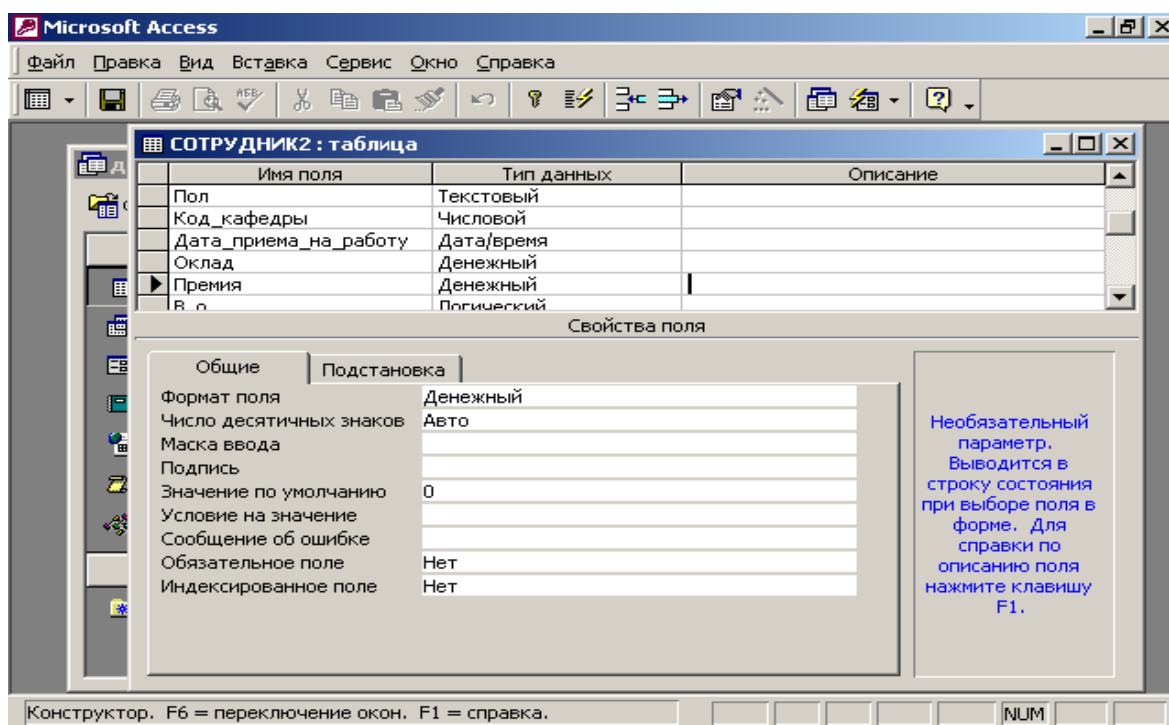 Microsoft Access
Файл Правка Вид Вставка Сервис Окно Справка
СОТРУДНИК2 : таблица
Имя поля Тип данных Описание
Пол Текстовый
Код_кафедры Числовой
Дата_приема_на_работу Дата/время
Оклад Денежный
Премия Денежный
В_о Логический
Свойства поля
Общие Подстановка
Формат поля Денежный
Число десятичных знаков Авто
Маска ввода
Подпись
Значение по умолчанию 0
Условие на значение
Сообщение об ошибке
Обязательное поле Нет
Индексированное поле Нет
Необязательный
параметр.
Выводится в
строку состояния
при выборе поля в
форме. Для
справки по
описанию поля
нажмите клавишу
F1.
Конструктор. F6 = переключение окон. F1 = справка. NUM